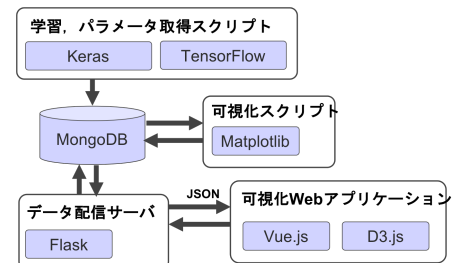 学習，パラメータ取得スクリプト
Keras
TensorFlow
MongoDB
可視化スクリプト
Matplotlib
データ配信サーバ
Flask
JSON
可視化Webアプリケーション
Vue.js
D3.js